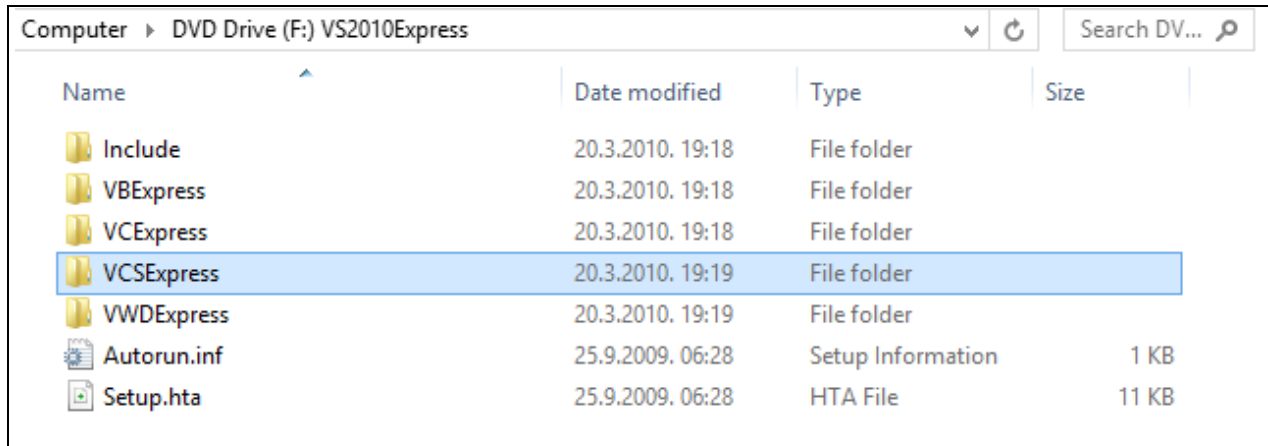 Computer ▸ DVD Drive (F:) VS2010Express Search DV...
Name Date modified Type Size
Include 20.3.2010. 19:18 File folder
VBExpress 20.3.2010. 19:18 File folder
VCExpress 20.3.2010. 19:18 File folder
VCSExpress 20.3.2010. 19:19 File folder
VWDExpress 20.3.2010. 19:19 File folder
Autorun.inf 25.9.2009. 06:28 Setup Information 1 KB
Setup.hta 25.9.2009. 06:28 HTA File 11 KB